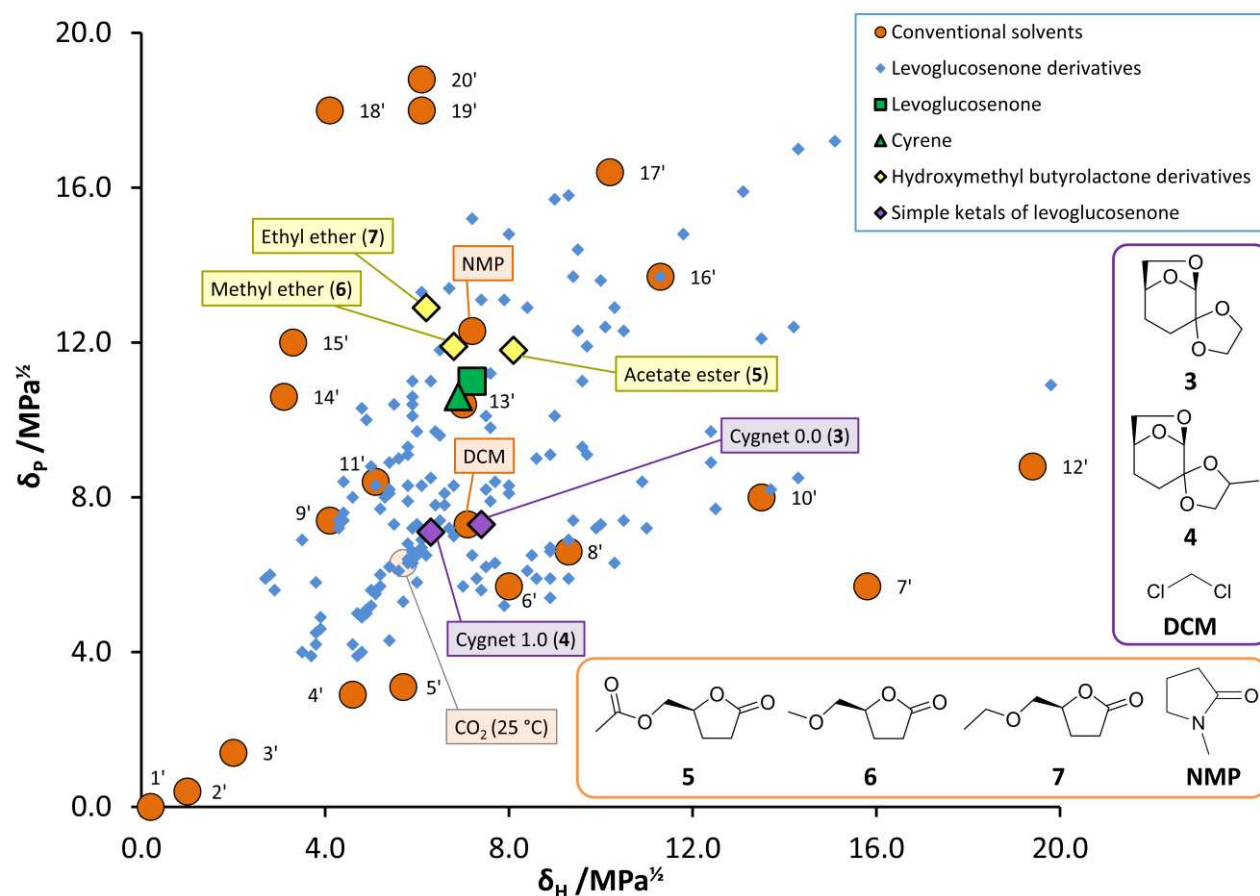 20.0
16.0
12.0
8.0
4.0
0.0
δP /MPa½
0.0
4.0
8.0
12.0
16.0
20.0
δH /MPa½
Conventional solvents
Levoglucosenone derivatives
Levoglucosenone
Cyrene
Hydroxymethyl butyrolactone derivatives
Simple ketals of levoglucosenone
20'
18'
19'
17'
Ethyl ether (7)
NMP
Methyl ether (6)
16'
15'
Acetate ester (5)
14'
13'
Cygnet 0.0 (3)
DCM
11'
12'
9'
10'
8'
6'
7'
Cygnet 1.0 (4)
4'
5'
CO₂ (25 °C)
3'
1'
2'
O
O
O
O
3
O
O
O
O
4
Cl
Cl
DCM
O
O
O
O
5
O
O
O
6
O
O
O
7
O
N
NMP